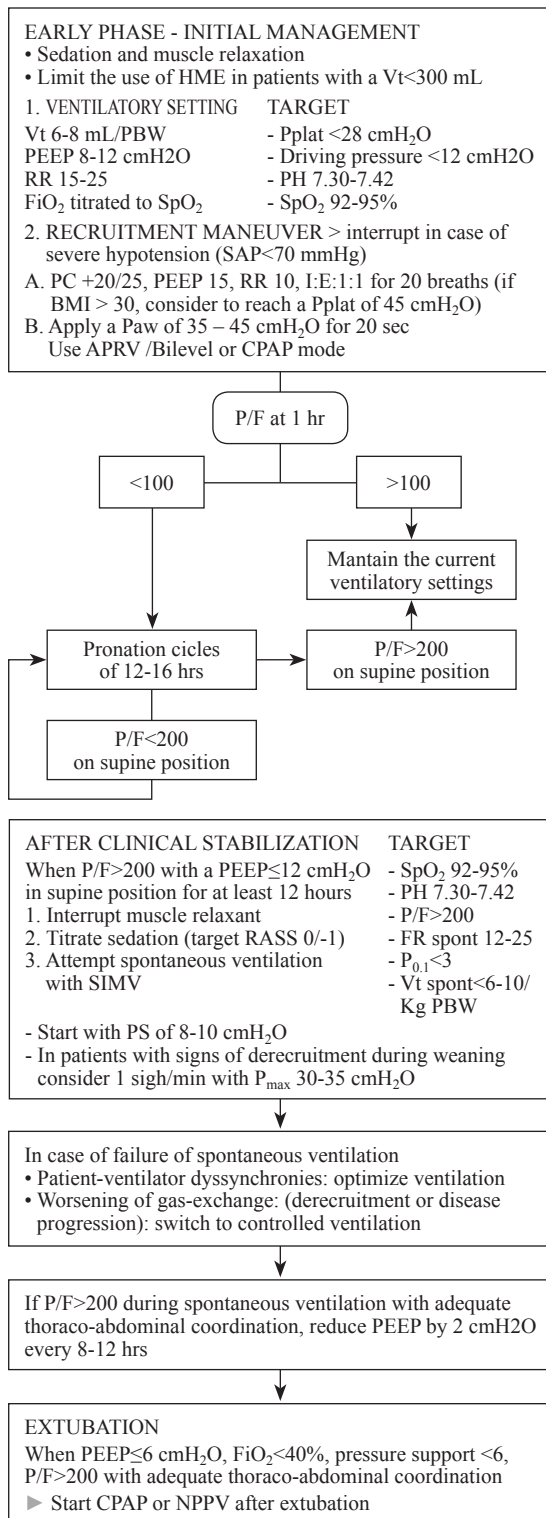 EARLY PHASE - INITIAL MANAGEMENT
• Sedation and muscle relaxation
• Limit the use of HME in patients with a Vt<300 mL
1. VENTILATORY SETTING TARGET
Vt 6-8 mL/PBW - Pplat <28 cmH₂O
PEEP 8-12 cmH2O - Driving pressure <12 cmH2O
RR 15-25 - PH 7.30-7.42
FiO₂ titrated to SpO₂ - SpO₂ 92-95%
2. RECRUITMENT MANEUVER > interrupt in case of
severe hypotension (SAP<70 mmHg)
A. PC +20/25, PEEP 15, RR 10, I:E:1:1 for 20 breaths (if
BMI > 30, consider to reach a Pplat of 45 cmH₂O)
B. Apply a Paw of 35 – 45 cmH₂O for 20 sec
Use APRV /Bilevel or CPAP mode
P/F at 1 hr
<100 >100
Mantain the current
ventilatory settings
Pronation cicles
of 12-16 hrs
P/F>200
on supine position
P/F<200
on supine position
AFTER CLINICAL STABILIZATION TARGET
When P/F>200 with a PEEP≤12 cmH₂O - SpO₂ 92-95%
in supine position for at least 12 hours - PH 7.30-7.42
1. Interrupt muscle relaxant - P/F>200
2. Titrate sedation (target RASS 0/-1) - FR spont 12-25
3. Attempt spontaneous ventilation - P₀.₁<3
with SIMV - Vt spont<6-10/
Kg PBW
- Start with PS of 8-10 cmH₂O
- In patients with signs of derecruitment during weaning
consider 1 sigh/min with Pmax 30-35 cmH₂O
In case of failure of spontaneous ventilation
• Patient-ventilator dyssynchronies: optimize ventilation
• Worsening of gas-exchange: (derecruitment or disease
progression): switch to controlled ventilation
If P/F>200 during spontaneous ventilation with adequate
thoraco-abdominal coordination, reduce PEEP by 2 cmH2O
every 8-12 hrs
EXTUBATION
When PEEP≤6 cmH₂O, FiO₂<40%, pressure support <6,
P/F>200 with adequate thoraco-abdominal coordination
► Start CPAP or NPPV after extubation